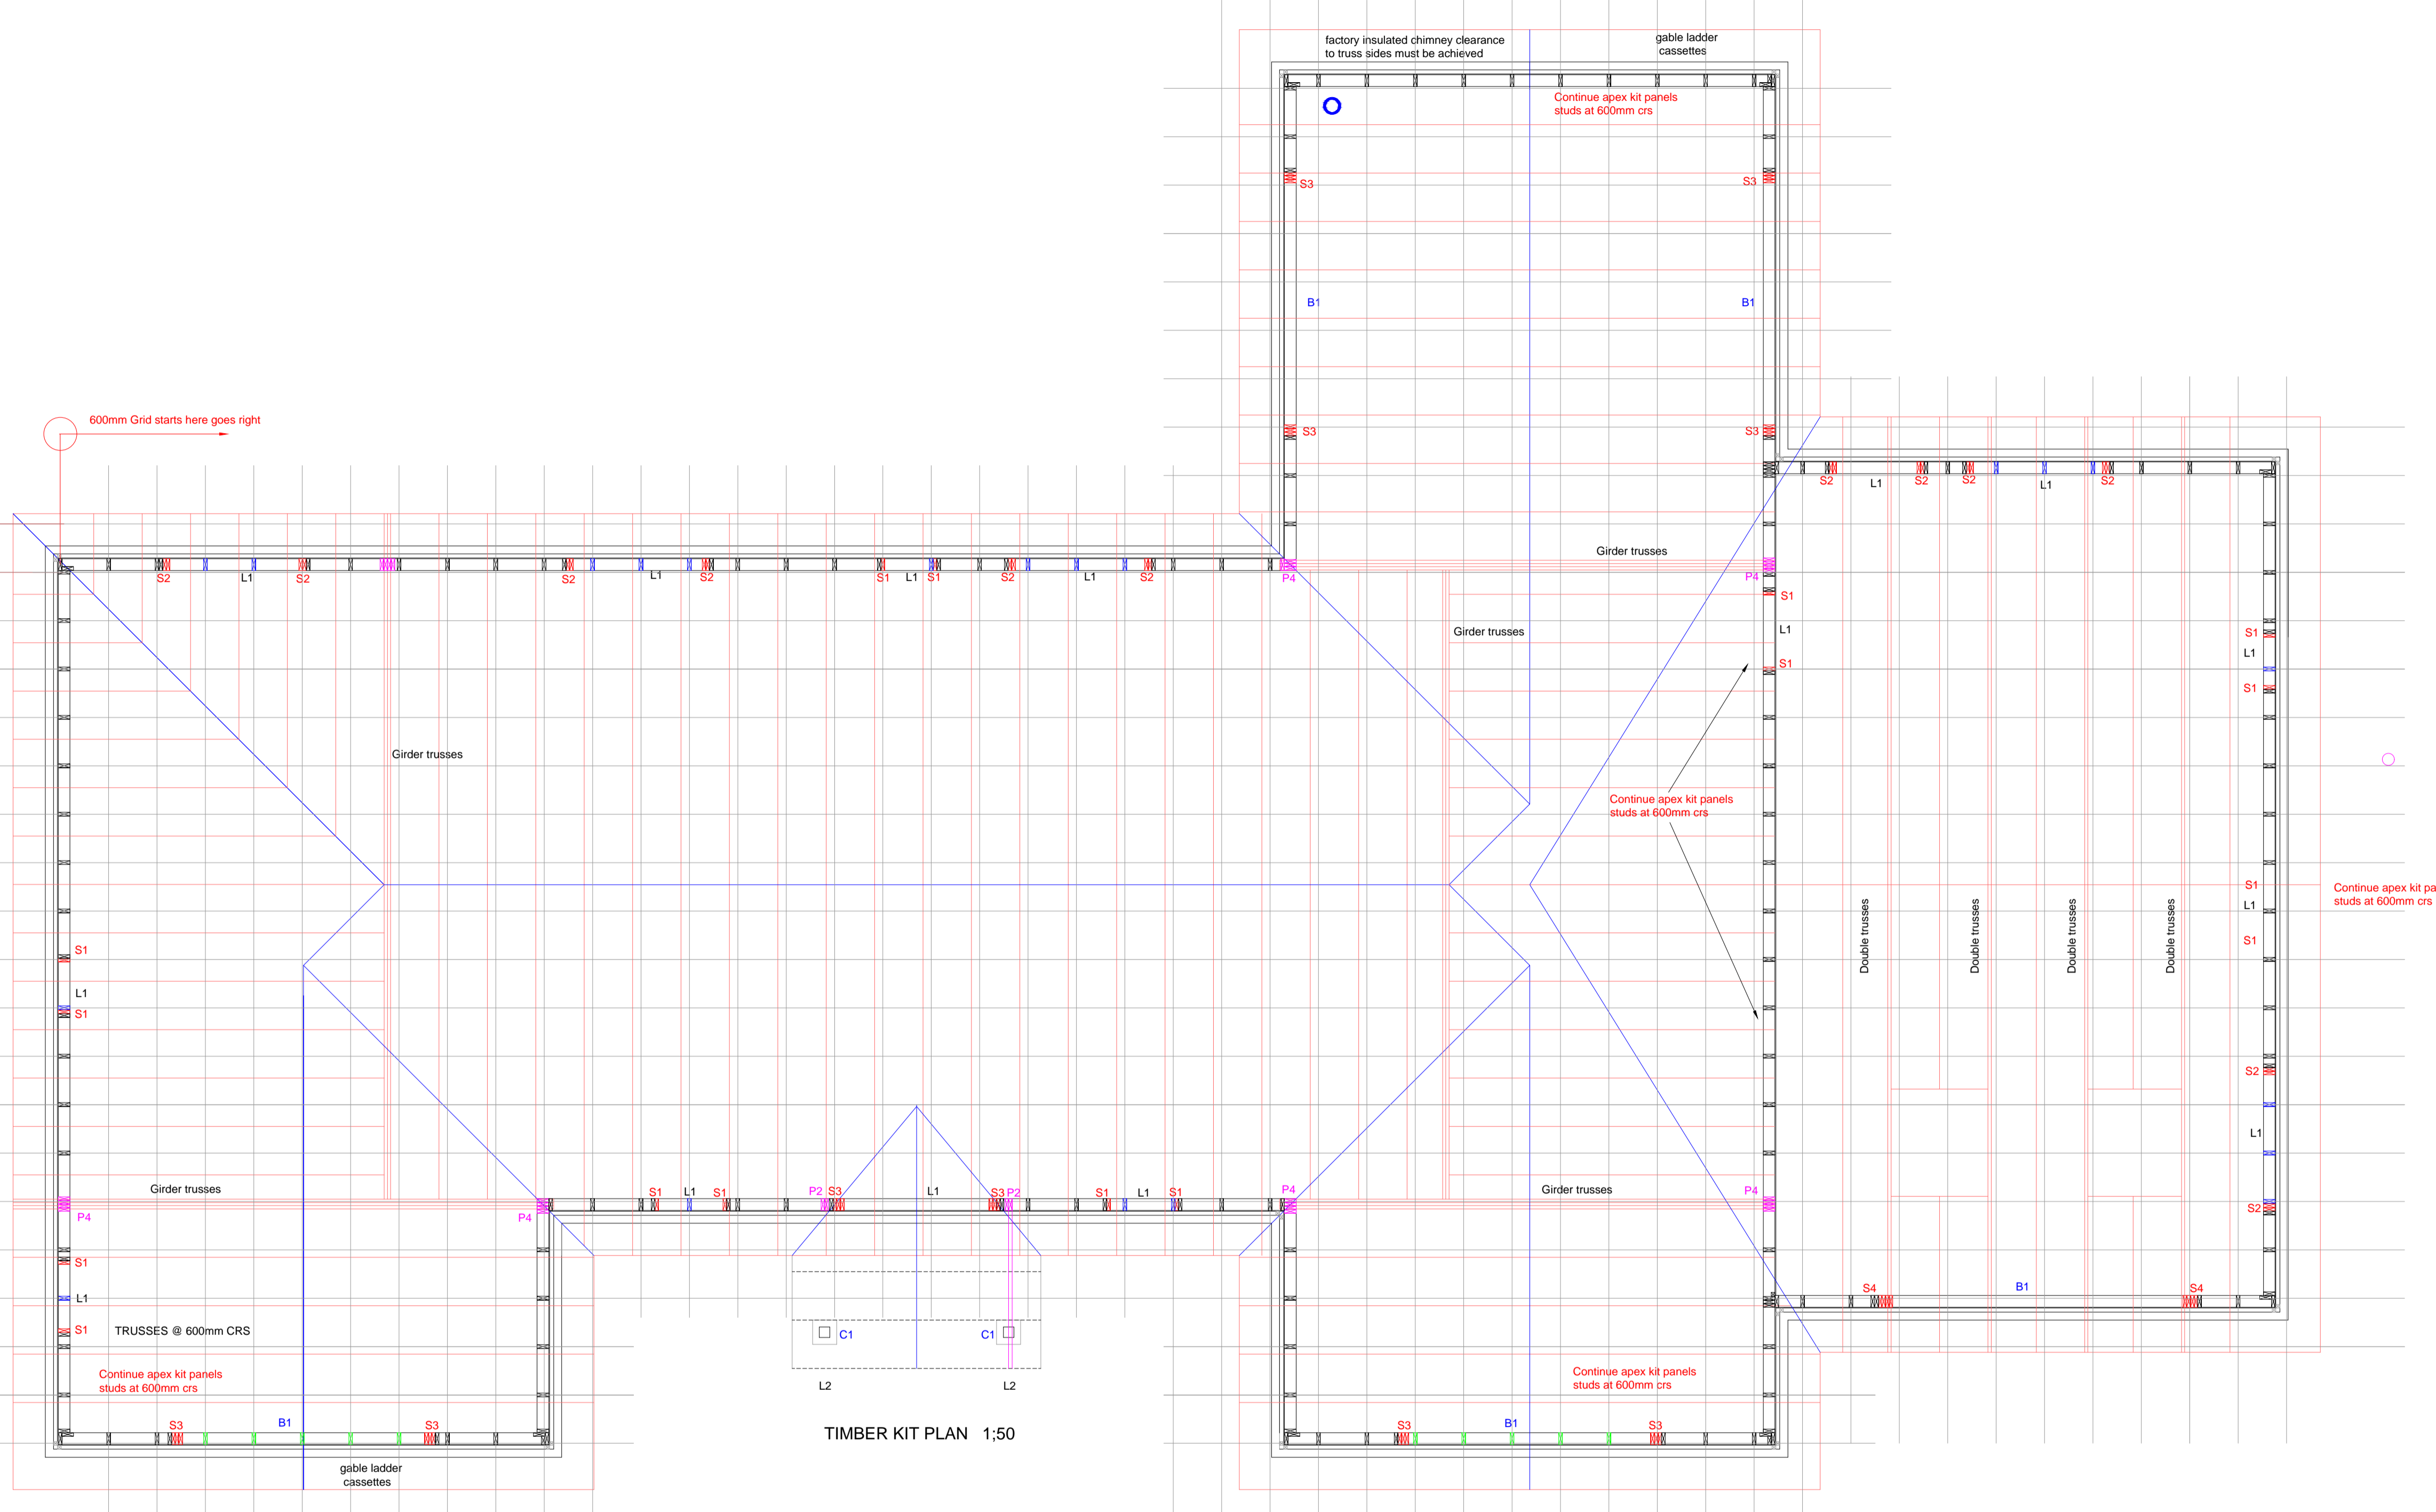 factory insulated chimney clearance
to truss sides must be achieved
gable ladder
cassettes
Continue apex kit panels
studs at 600mm crs
S3
S3
B1
B1
600mm Grid starts here goes right
S3
S3
S2
L1
S2
S2
L1
S2
Girder trusses
S2
L1
S2
S2
L1
S2
S1
L1
S1
S2
L1
S2
P4
P4
S1
Girder trusses
L1
S1
L1
S1
S1
Girder trusses
Continue apex kit panels
studs at 600mm crs
S1
L1
S1
Continue apex kit pa
studs at 600mm crs
Double trusses
Double trusses
Double trusses
Double trusses
S1
L1
S1
S2
L1
S2
Girder trusses
P4
P4
S1
L1
S1
P2
S3
L1
S3
P2
S1
L1
S1
P4
Girder trusses
P4
S1
L1
S1
TRUSSES @ 600mm CRS
S4
B1
S4
C1
C1
L2
L2
Continue apex kit panels
studs at 600mm crs
Continue apex kit panels
studs at 600mm crs
S3
B1
S3
S3
B1
S3
TIMBER KIT PLAN 1;50
gable ladder
cassettes